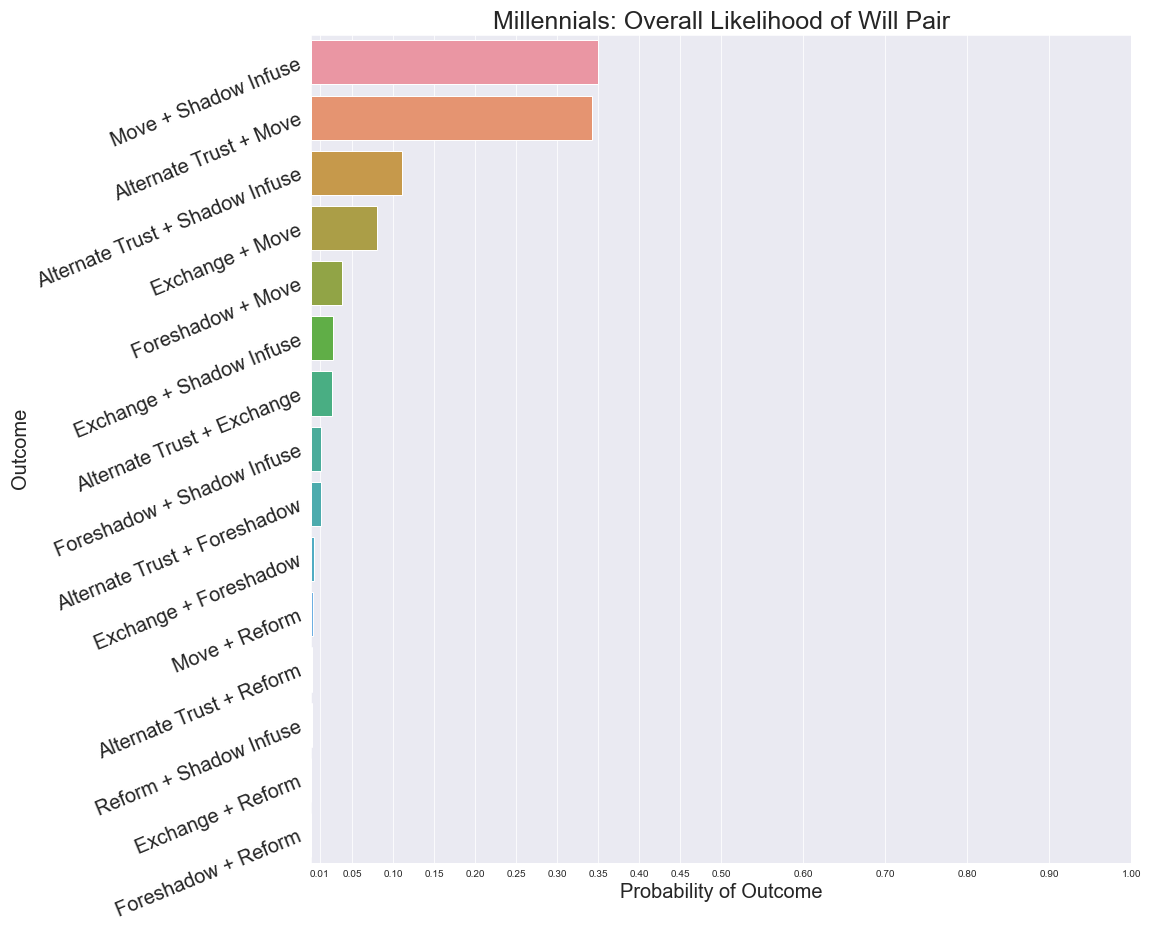 Millennials: Overall Likelihood of Will Pair
Move + Shadow Infuse
Alternate Trust + Move
Alternate Trust + Shadow Infuse
Exchange + Move
Foreshadow + Move
Exchange + Shadow Infuse
Alternate Trust + Exchange
Foreshadow + Shadow Infuse
Alternate Trust + Foreshadow
Exchange + Foreshadow
Move + Reform
Alternate Trust + Reform
Reform + Shadow Infuse
Exchange + Reform
Foreshadow + Reform
Outcome
0.01 0.05 0.10 0.15 0.20 0.25 0.30 0.35 0.40 0.45 0.50 0.60 0.70 0.80 0.90 1.00
Probability of Outcome